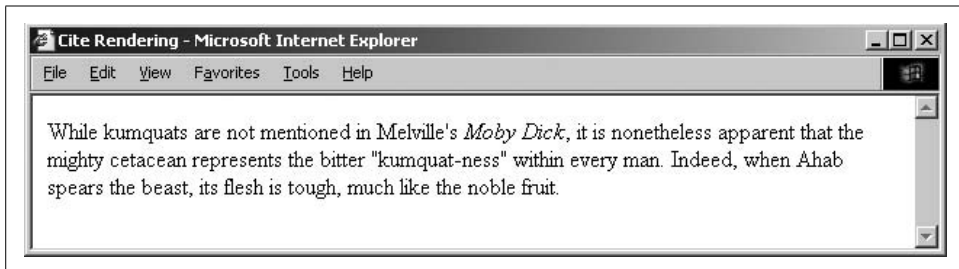 Cite Rendering - Microsoft Internet Explorer
File Edit View Favorites Tools Help
While kumquats are not mentioned in Melville's Moby Dick, it is nonetheless apparent that the
mighty cetacean represents the bitter "kumquat-ness" within every man. Indeed, when Ahab
spears the beast, its flesh is tough, much like the noble fruit.